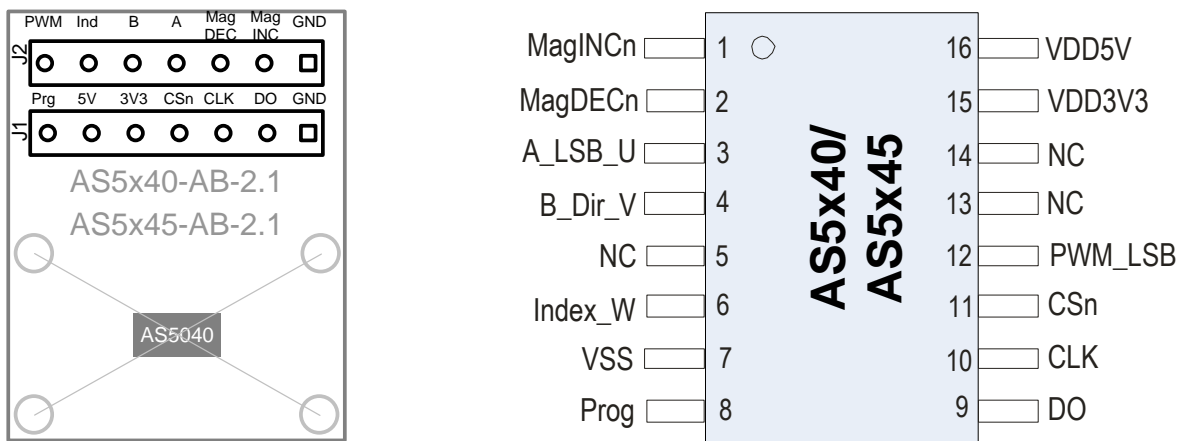 PWM Ind B A Mag DEC Mag INC GND
J2
Prg 5V 3V3 CSn CLK DO GND
J1
AS5x40-AB-2.1
AS5x45-AB-2.1
AS5040
MagINCn 1 16 VDD5V
MagDECn 2 15 VDD3V3
A_LSB_U 3 14 NC
B_Dir_V 4 13 NC
NC 5 12 PWM_LSB
Index_W 6 11 CSn
VSS 7 10 CLK
Prog 8 9 DO
AS5x40/
AS5x45